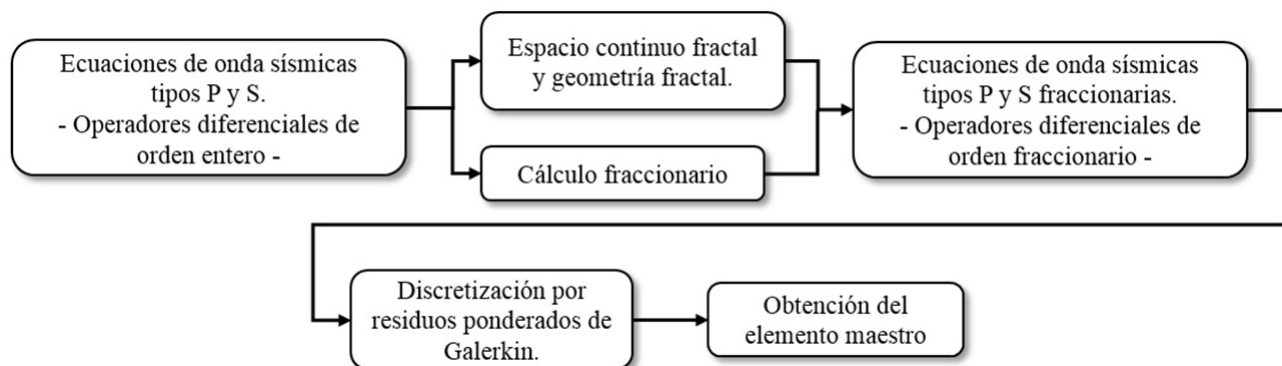 Ecuaciones de onda sísmicas
tipos P y S.
- Operadores diferenciales de
orden entero -
Espacio continuo fractal
y geometría fractal.
Cálculo fraccionario
Ecuaciones de onda sísmicas
tipos P y S fraccionarias.
- Operadores diferenciales de
orden fraccionario -
Discretización por
residuos ponderados de
Galerkin.
Obtención del
elemento maestro